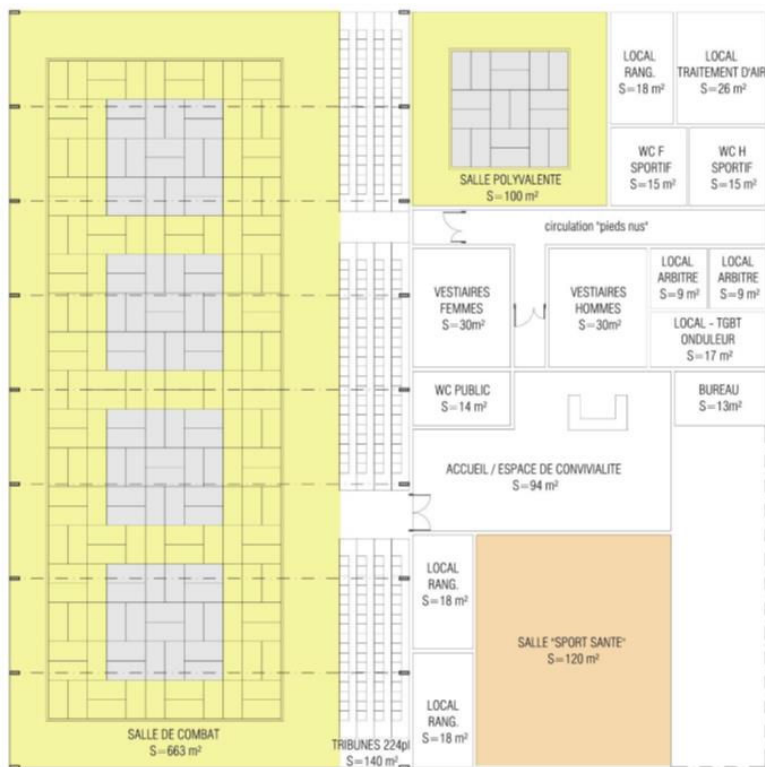 LOCAL
RANG.
S=18 m²
LOCAL
TRAITEMENT D'AIR
S=26 m²
WC F
SPORTIF
S=15 m²
WC H
SPORTIF
S=15 m²
SALLE POLYVALENTE
S=100 m²
circulation "pieds nus"
VESTIAIRES
FEMMES
S=30m²
VESTIAIRES
HOMMES
S=30m²
LOCAL
ARBITRE
S=9 m²
LOCAL
ARBITRE
S=9 m²
LOCAL - TGBT
ONDULEUR
S=17 m²
WC PUBLIC
S=14 m²
BUREAU
S=13m²
ACCUEIL / ESPACE DE CONVIVIALITE
S=94 m²
LOCAL
RANG.
S=18 m²
SALLE "SPORT SANTE"
S=120 m²
LOCAL
RANG.
S=18 m²
SALLE DE COMBAT
S=663 m²
TRIBUNES 224pl
S=140 m²